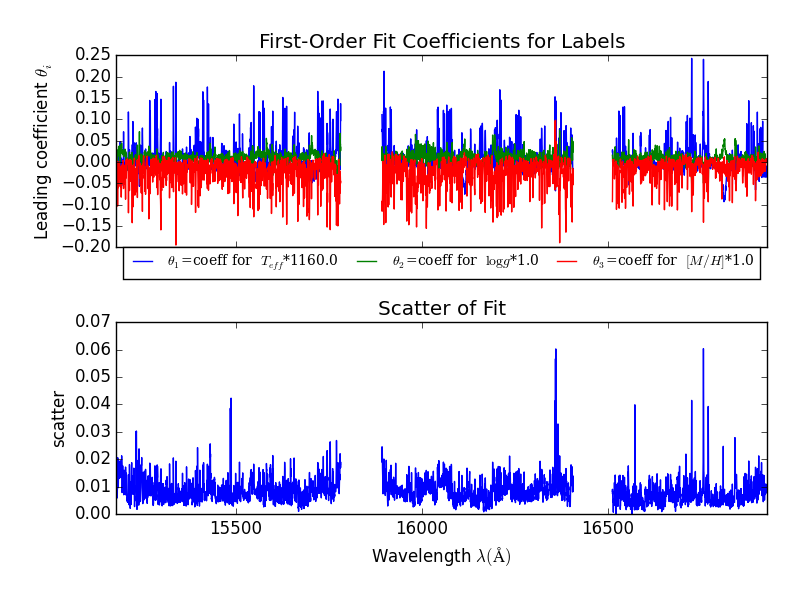 First-Order Fit Coefficients for Labels
Leading coefficient θᵢ
0.25
0.20
0.15
0.10
0.05
0.00
−0.05
−0.10
−0.15
−0.20
θ₁=coeff for T_eff*1160.0 θ₂=coeff for log g*1.0 θ₃=coeff for [M/H]*1.0
Scatter of Fit
scatter
0.07
0.06
0.05
0.04
0.03
0.02
0.01
0.00
15500 16000 16500
Wavelength λ(Å)